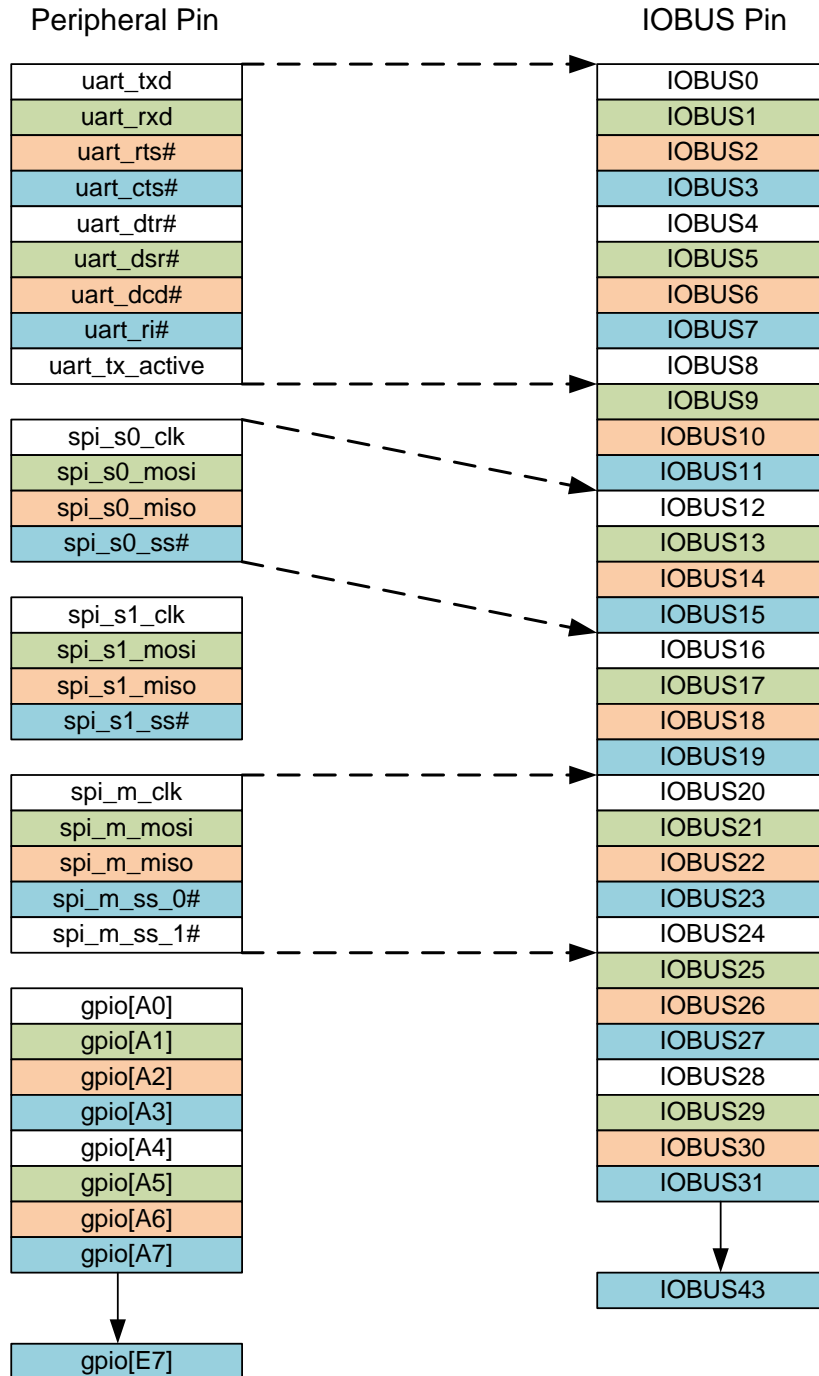 Peripheral Pin
uart_txd
uart_rxd
uart_rts#
uart_cts#
uart_dtr#
uart_dsr#
uart_dcd#
uart_ri#
uart_tx_active
spi_s0_clk
spi_s0_mosi
spi_s0_miso
spi_s0_ss#
spi_s1_clk
spi_s1_mosi
spi_s1_miso
spi_s1_ss#
spi_m_clk
spi_m_mosi
spi_m_miso
spi_m_ss_0#
spi_m_ss_1#
gpio[A0]
gpio[A1]
gpio[A2]
gpio[A3]
gpio[A4]
gpio[A5]
gpio[A6]
gpio[A7]
gpio[E7]
IOBUS Pin
IOBUS0
IOBUS1
IOBUS2
IOBUS3
IOBUS4
IOBUS5
IOBUS6
IOBUS7
IOBUS8
IOBUS9
IOBUS10
IOBUS11
IOBUS12
IOBUS13
IOBUS14
IOBUS15
IOBUS16
IOBUS17
IOBUS18
IOBUS19
IOBUS20
IOBUS21
IOBUS22
IOBUS23
IOBUS24
IOBUS25
IOBUS26
IOBUS27
IOBUS28
IOBUS29
IOBUS30
IOBUS31
IOBUS43